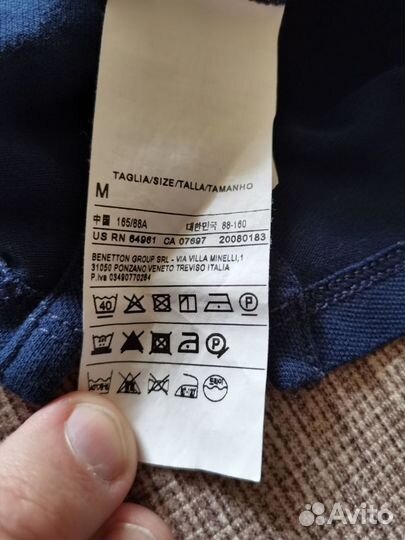 TAGLIA/SIZE/TALLA/TAMANHO
M
中国 165/88A 대한민국 88-160
US RN 64961 CA 07697 20080183
BENETTON GROUP SRL - VIA VILLA MINELLI,1
31050 PONZANO VENETO TREVISO ITALIA
P.iva 03490770264
40 P
P
Avito